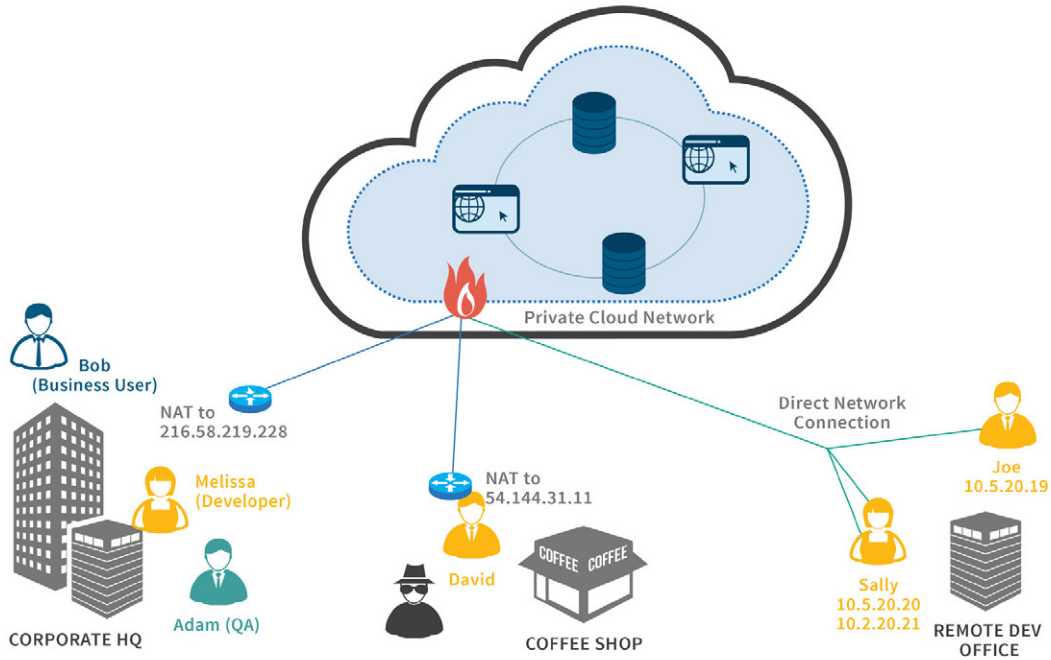 Private Cloud Network
Bob
(Business User)
NAT to
216.58.219.228
Melissa
(Developer)
Adam (QA)
CORPORATE HQ
NAT to
54.144.31.11
David
COFFEE COFFEE
COFFEE SHOP
Direct Network
Connection
Joe
10.5.20.19
Sally
10.5.20.20
10.2.20.21
REMOTE DEV
OFFICE